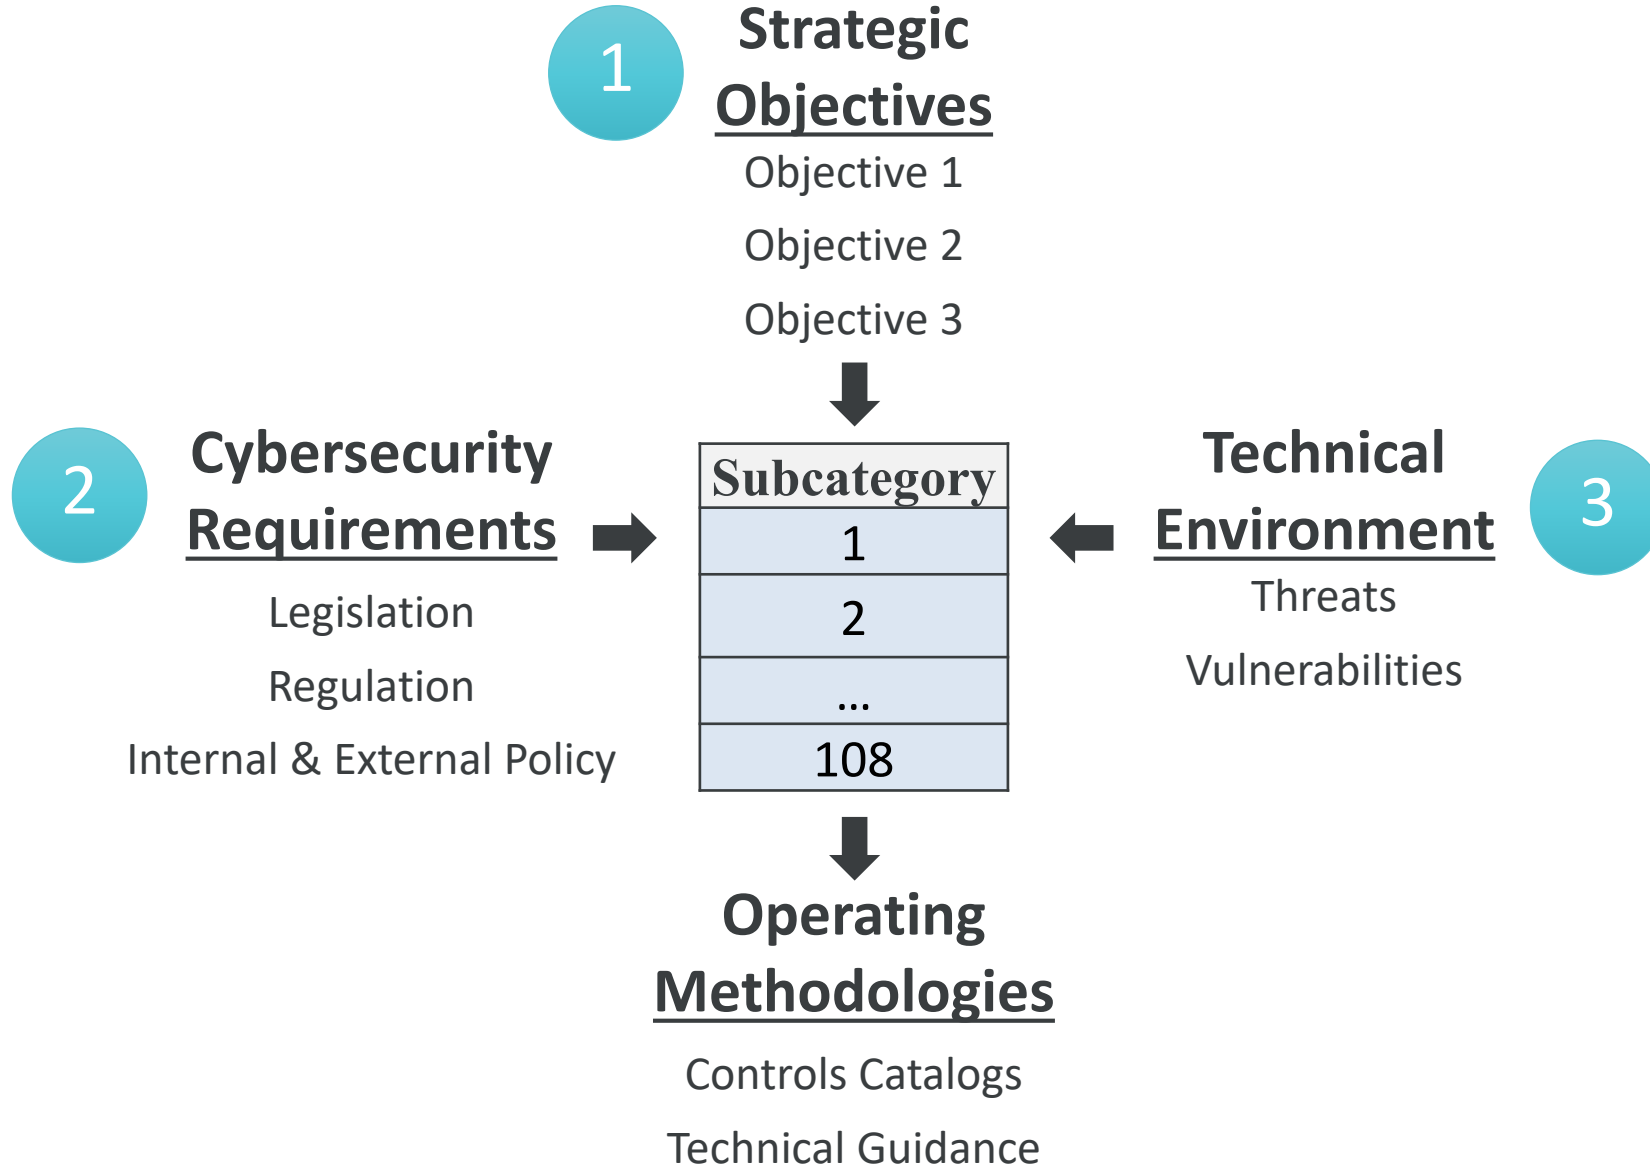 1
Strategic
Objectives
Objective 1
Objective 2
Objective 3
2
Cybersecurity
Requirements
Legislation
Regulation
Internal & External Policy
Subcategory
1
2
...
108
Technical
Environment
3
Threats
Vulnerabilities
Operating
Methodologies
Controls Catalogs
Technical Guidance